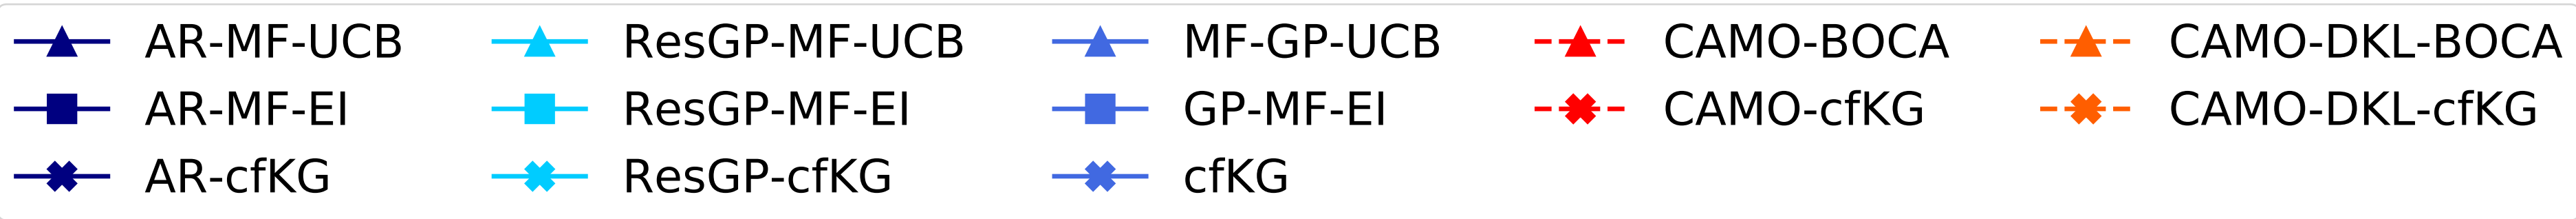 AR-MF-UCB ResGP-MF-UCB MF-GP-UCB CAMO-BOCA CAMO-DKL-BOCA
AR-MF-EI ResGP-MF-EI GP-MF-EI CAMO-cfKG CAMO-DKL-cfKG
AR-cfKG ResGP-cfKG cfKG